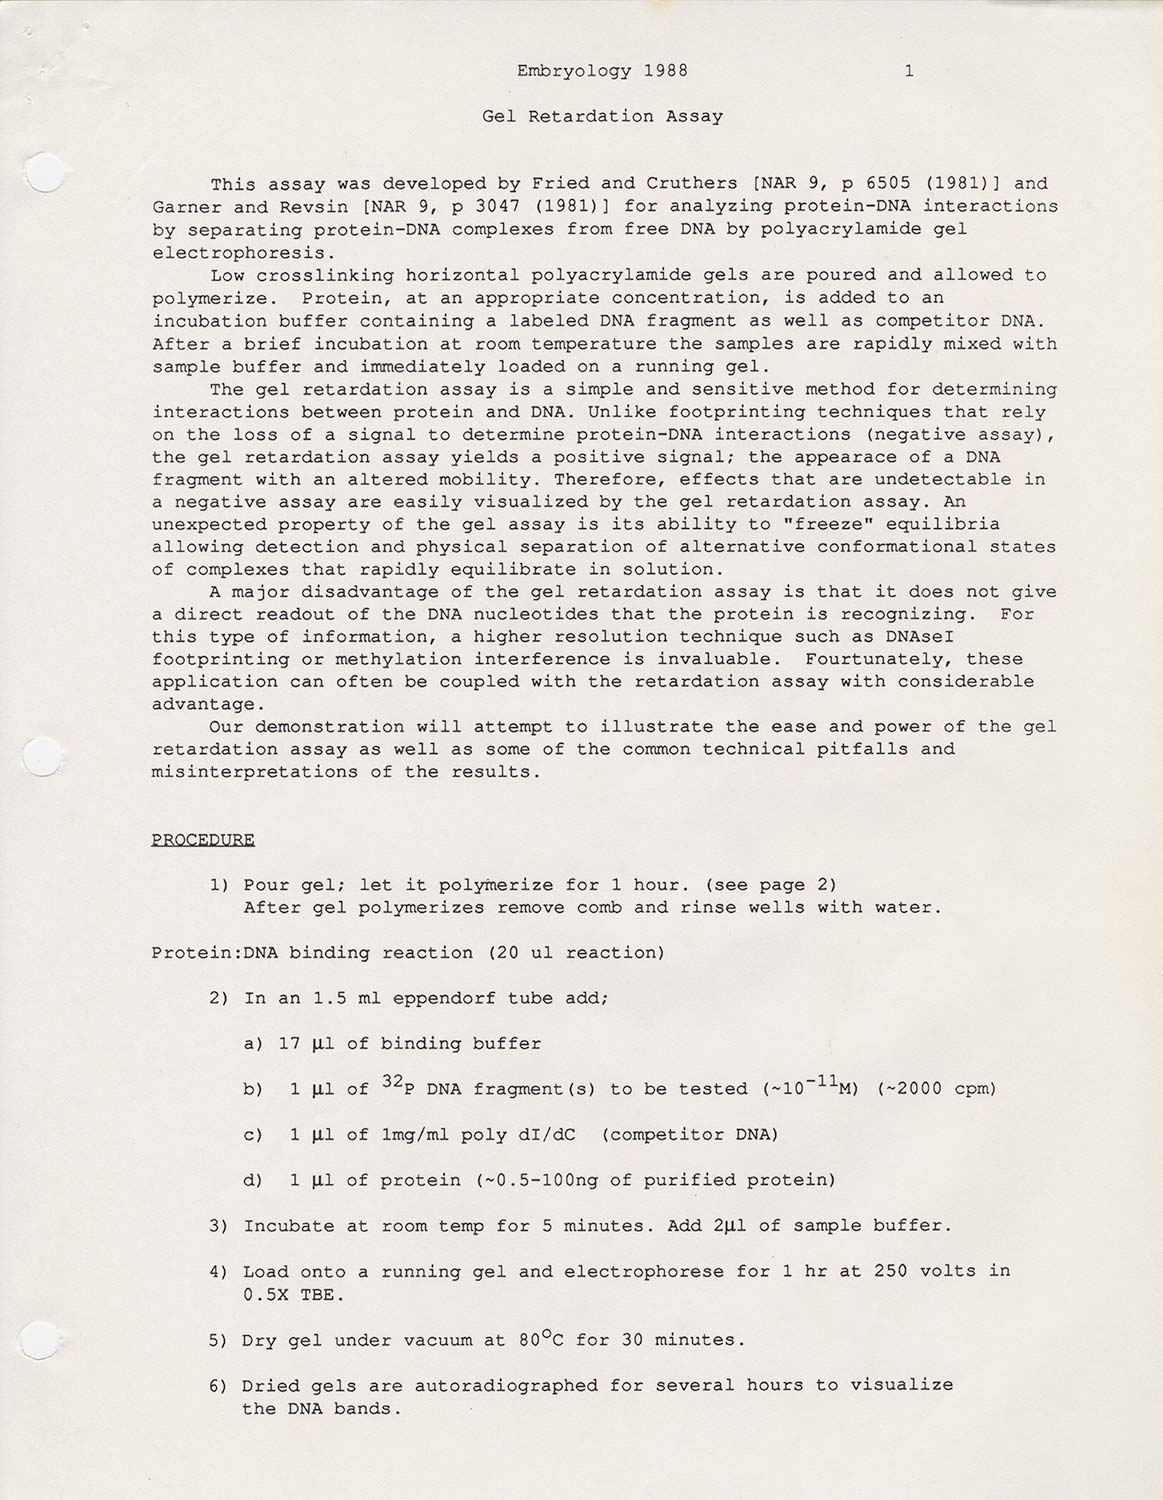 Embryology 1988 1
Gel Retardation Assay
This assay was developed by Fried and Cruthers [NAR 9, p 6505 (1981)] and
Garner and Revsin [NAR 9, p 3047 (1981)] for analyzing protein-DNA interactions
by separating protein-DNA complexes from free DNA by polyacrylamide gel
electrophoresis.
Low crosslinking horizontal polyacrylamide gels are poured and allowed to
polymerize. Protein, at an appropriate concentration, is added to an
incubation buffer containing a labeled DNA fragment as well as competitor DNA.
After a brief incubation at room temperature the samples are rapidly mixed with
sample buffer and immediately loaded on a running gel.
The gel retardation assay is a simple and sensitive method for determining
interactions between protein and DNA. Unlike footprinting techniques that rely
on the loss of a signal to determine protein-DNA interactions (negative assay),
the gel retardation assay yields a positive signal; the appearace of a DNA
fragment with an altered mobility. Therefore, effects that are undetectable in
a negative assay are easily visualized by the gel retardation assay. An
unexpected property of the gel assay is its ability to "freeze" equilibria
allowing detection and physical separation of alternative conformational states
of complexes that rapidly equilibrate in solution.
A major disadvantage of the gel retardation assay is that it does not give
a direct readout of the DNA nucleotides that the protein is recognizing. For
this type of information, a higher resolution technique such as DNAseI
footprinting or methylation interference is invaluable. Fourtunately, these
application can often be coupled with the retardation assay with considerable
advantage.
Our demonstration will attempt to illustrate the ease and power of the gel
retardation assay as well as some of the common technical pitfalls and
misinterpretations of the results.
PROCEDURE
1) Pour gel; let it polymerize for 1 hour. (see page 2)
After gel polymerizes remove comb and rinse wells with water.
Protein:DNA binding reaction (20 ul reaction)
2) In an 1.5 ml eppendorf tube add;
a) 17 µl of binding buffer
b) 1 µl of ³²P DNA fragment(s) to be tested (~10⁻¹¹M) (~2000 cpm)
c) 1 µl of 1mg/ml poly dI/dC (competitor DNA)
d) 1 µl of protein (~0.5-100ng of purified protein)
3) Incubate at room temp for 5 minutes. Add 2µl of sample buffer.
4) Load onto a running gel and electrophorese for 1 hr at 250 volts in
0.5X TBE.
5) Dry gel under vacuum at 80°C for 30 minutes.
6) Dried gels are autoradiographed for several hours to visualize
the DNA bands.